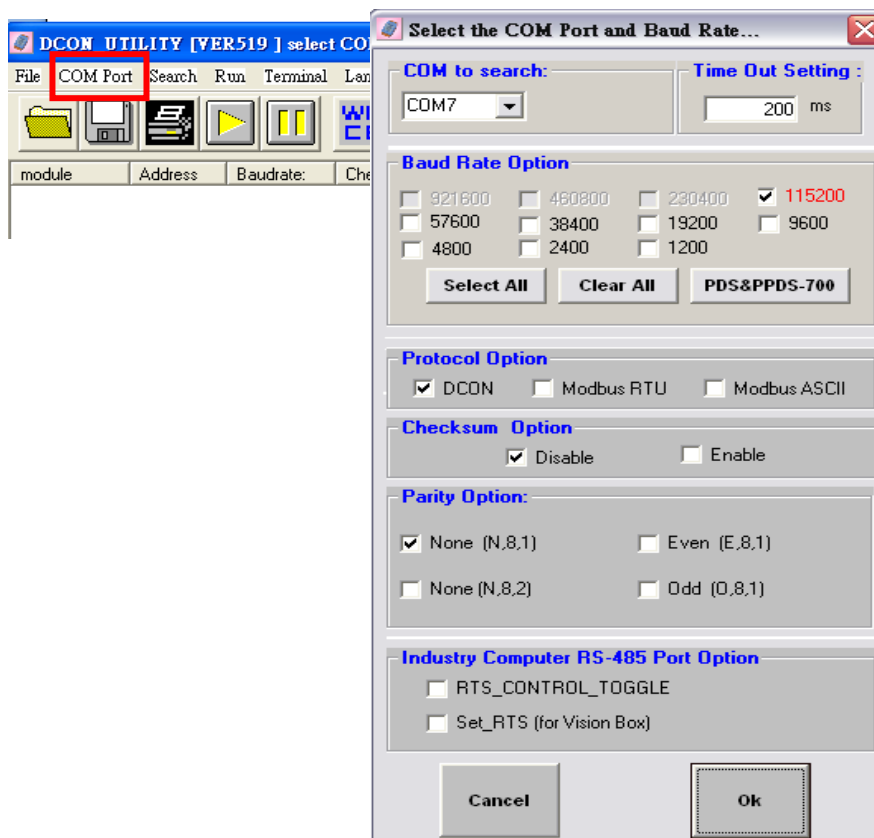 DCON UTILITY [VER519 ] select CO
File COM Port Search Run Terminal Lan
module Address Baudrate: Che
Select the COM Port and Baud Rate...
COM to search:
COM7
Time Out Setting :
200 ms
Baud Rate Option
921600 460800 230400 115200
57600 38400 19200 9600
4800 2400 1200
Select All Clear All PDS&PPDS-700
Protocol Option
DCON Modbus RTU Modbus ASCII
Checksum Option
Disable Enable
Parity Option:
None (N,8,1) Even (E,8,1)
None (N,8,2) Odd (O,8,1)
Industry Computer RS-485 Port Option
RTS_CONTROL_TOGGLE
Set_RTS (for Vision Box)
Cancel Ok